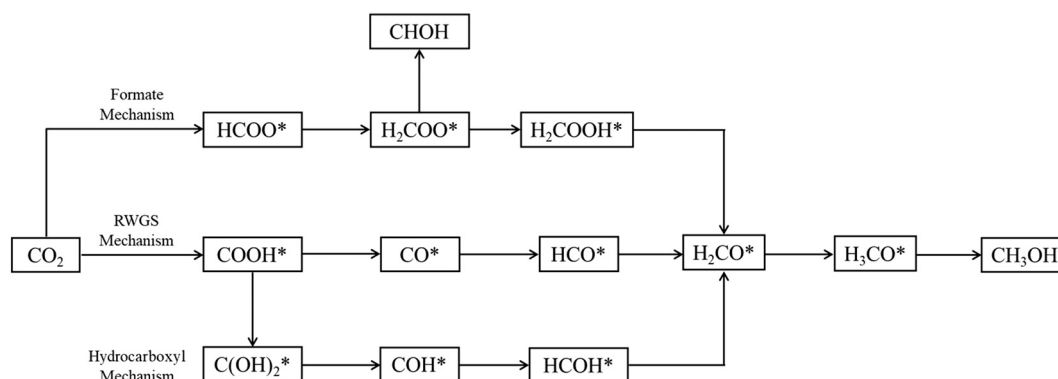 CHOH
Formate
Mechanism
HCOO*
H₂COO*
H₂COOH*
RWGS
Mechanism
CO₂
COOH*
CO*
HCO*
H₂CO*
H₃CO*
CH₃OH
Hydrocarboxyl
Mechanism
C(OH)₂*
COH*
HCOH*